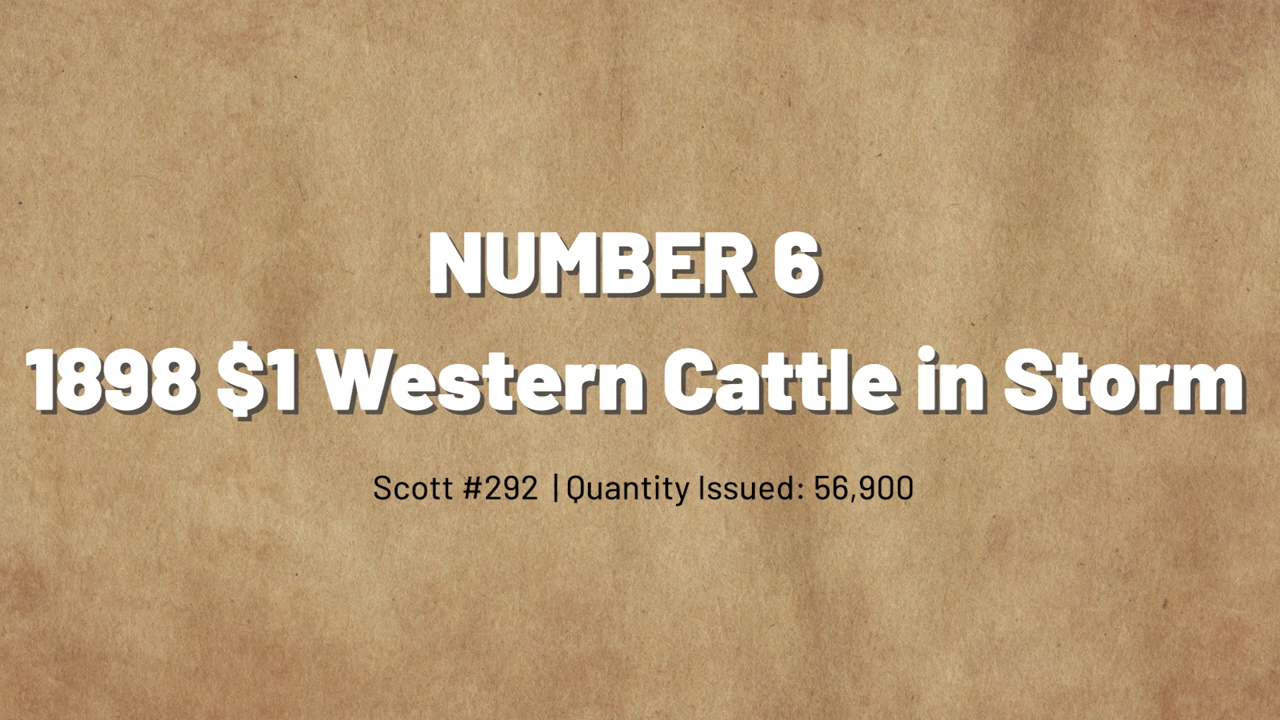 NUMBER 6
1898 $1 Western Cattle in Storm
Scott #292 | Quantity Issued: 56,900